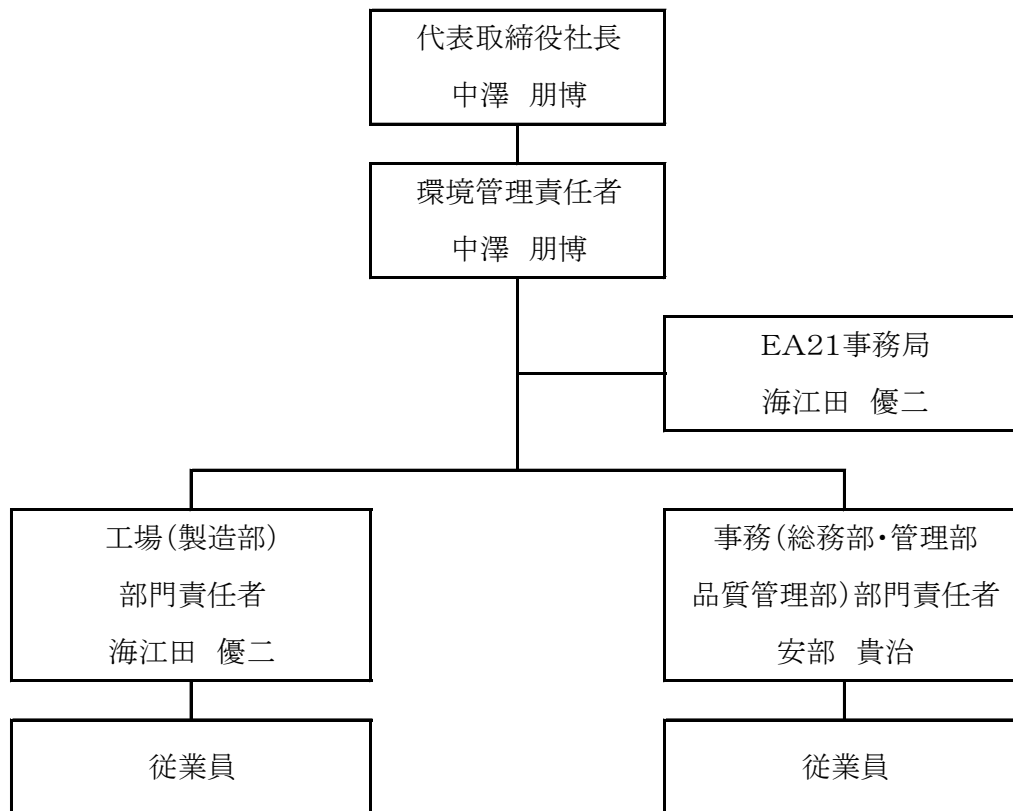 代表取締役社長
中澤　朋博
環境管理責任者
中澤　朋博
EA21事務局
海江田　優二
工場(製造部)
部門責任者
海江田　優二
事務(総務部・管理部
品質管理部)部門責任者
安部　貴治
従業員
従業員